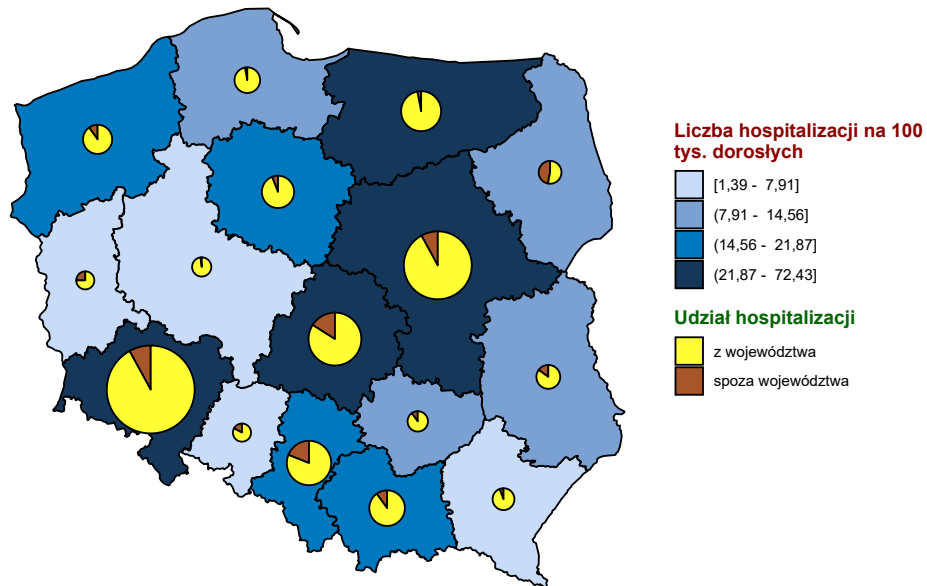 Liczba hospitalizacji na 100
tys. dorosłych
[1,39 - 7,91]
(7,91 - 14,56]
(14,56 - 21,87]
(21,87 - 72,43]
Udział hospitalizacji
z województwa
spoza województwa